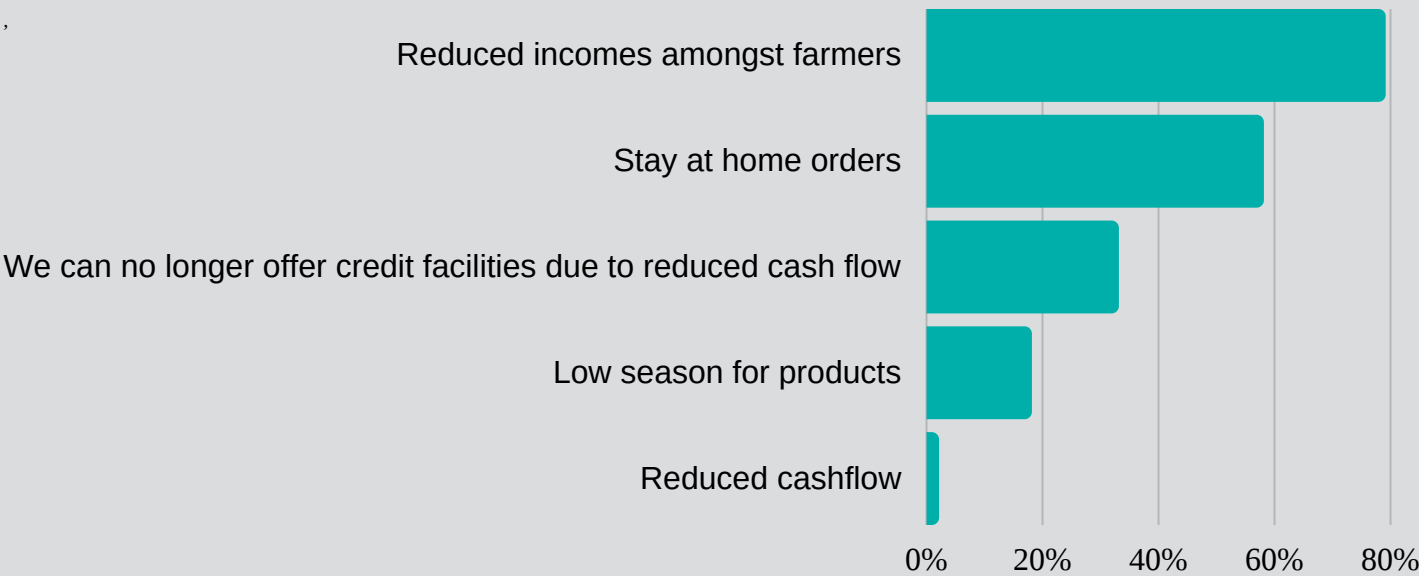 ,
Reduced incomes amongst farmers
Stay at home orders
We can no longer offer credit facilities due to reduced cash flow
Low season for products
Reduced cashflow
0% 20% 40% 60% 80%